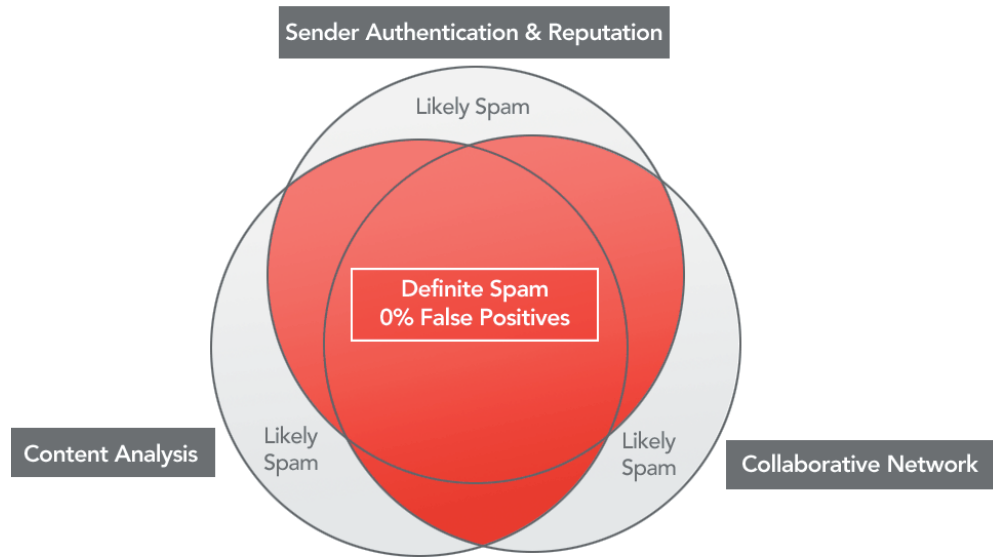 Sender Authentication & Reputation
Likely Spam
Definite Spam
0% False Positives
Likely
Spam
Likely
Spam
Content Analysis
Collaborative Network